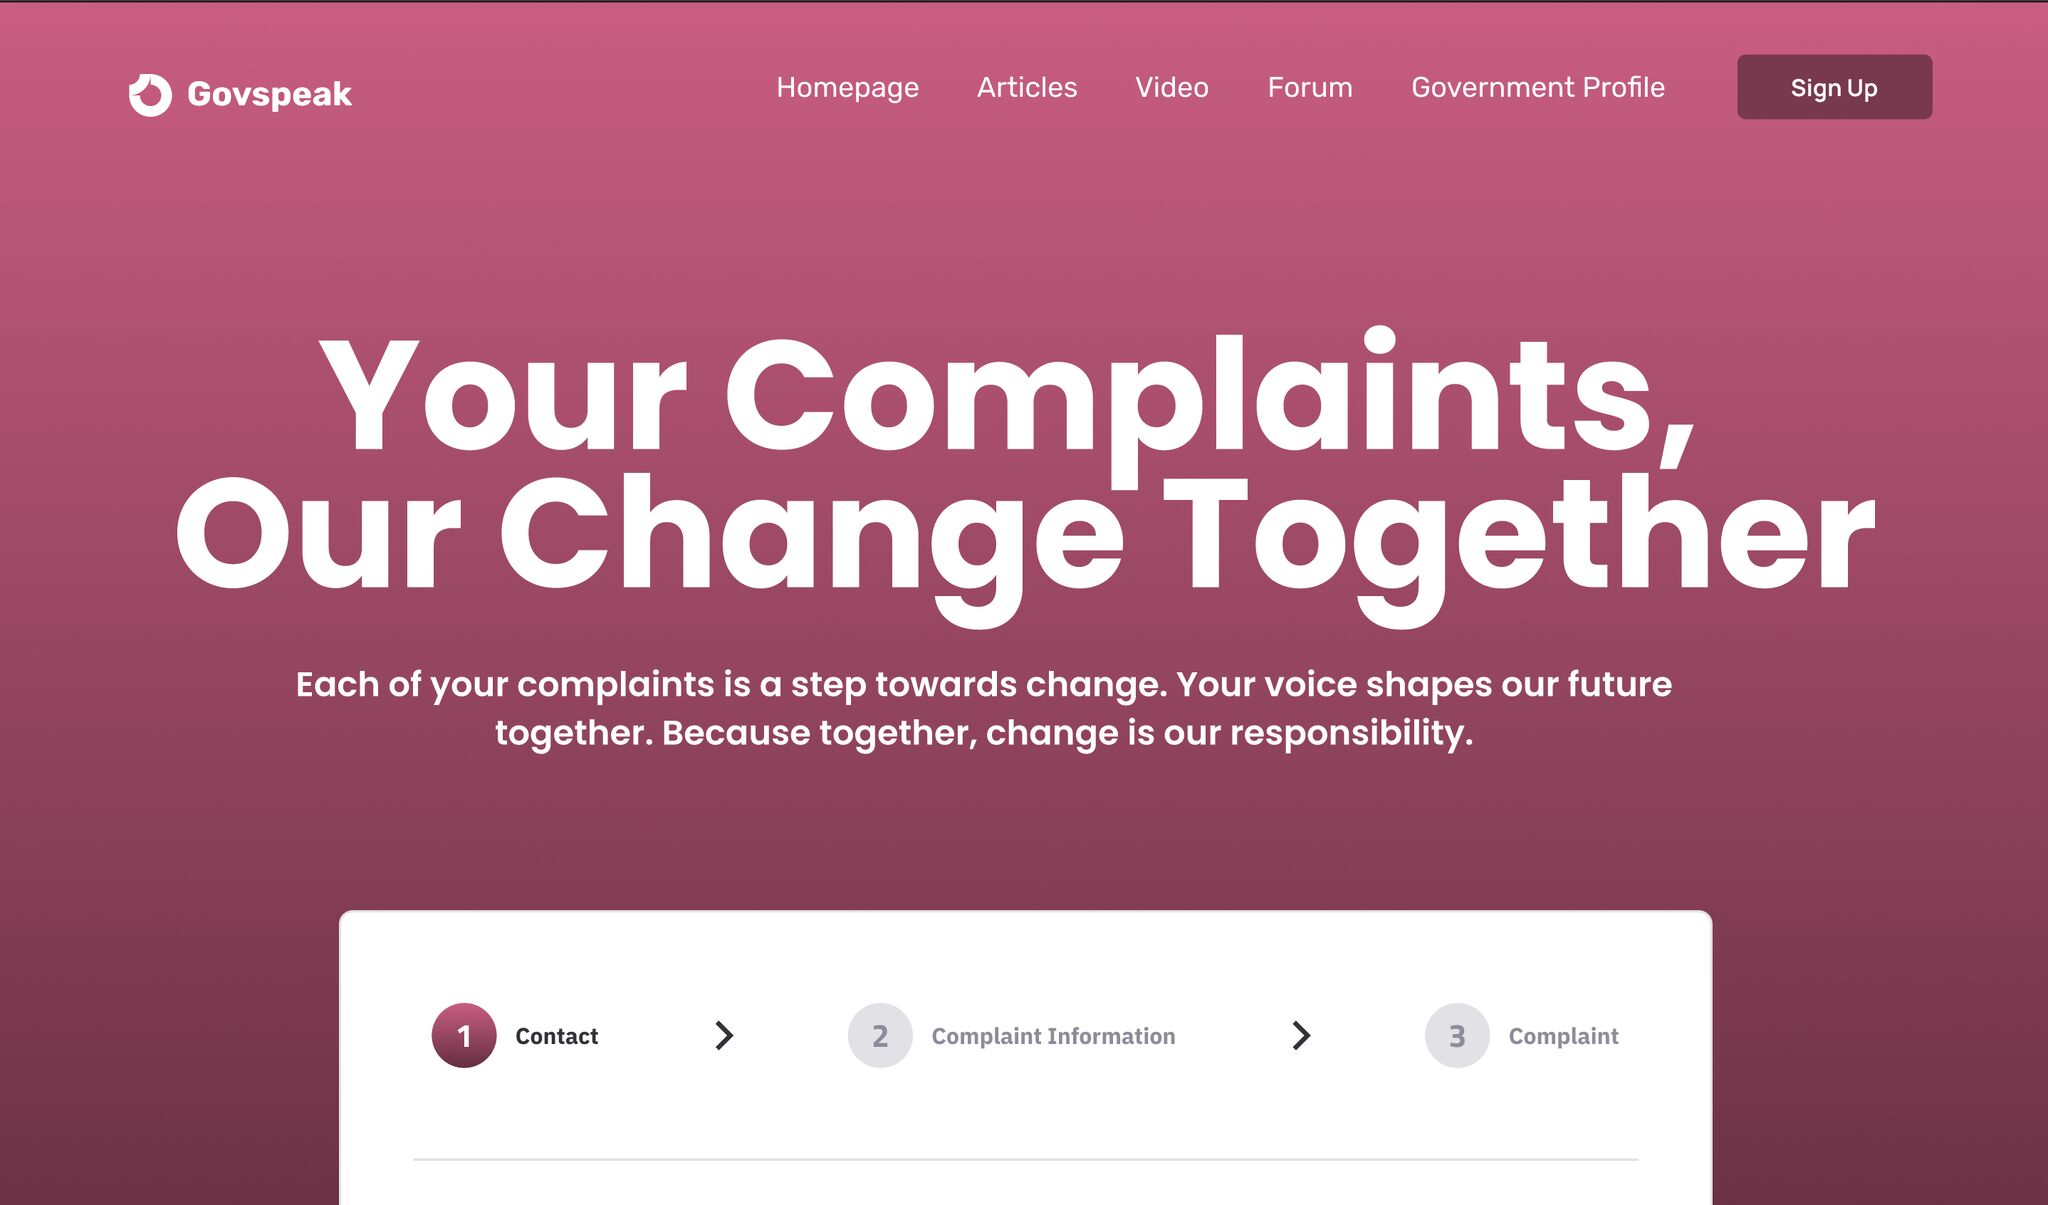 Govspeak
Homepage Articles Video Forum Government Profile Sign Up
Your Complaints,
Our Change Together
Each of your complaints is a step towards change. Your voice shapes our future
together. Because together, change is our responsibility.
1 Contact 2 Complaint Information 3 Complaint